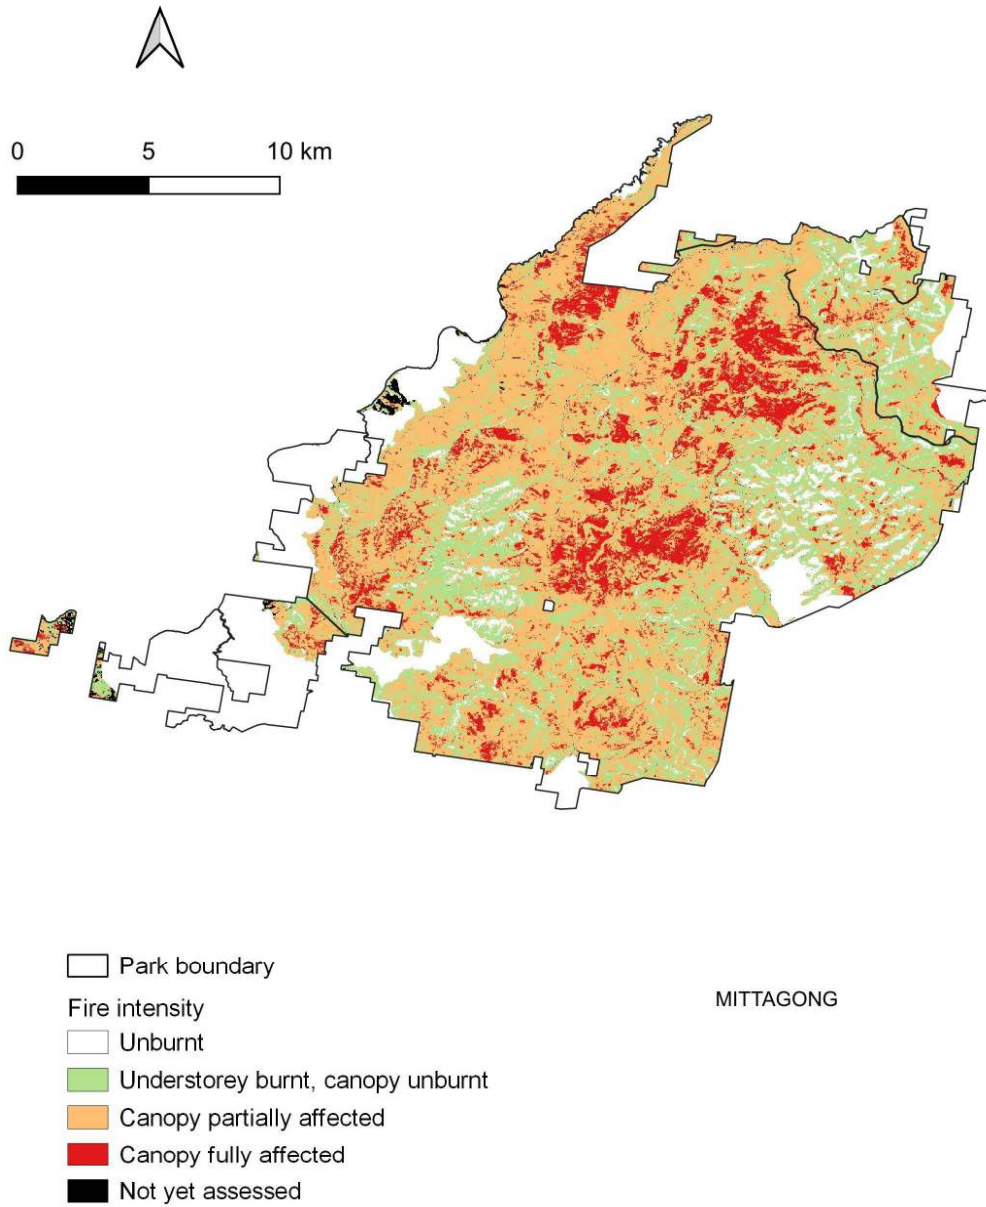 0 5 10 km
Park boundary
Fire intensity
MITTAGONG
Unburnt
Understorey burnt, canopy unburnt
Canopy partially affected
Canopy fully affected
Not yet assessed